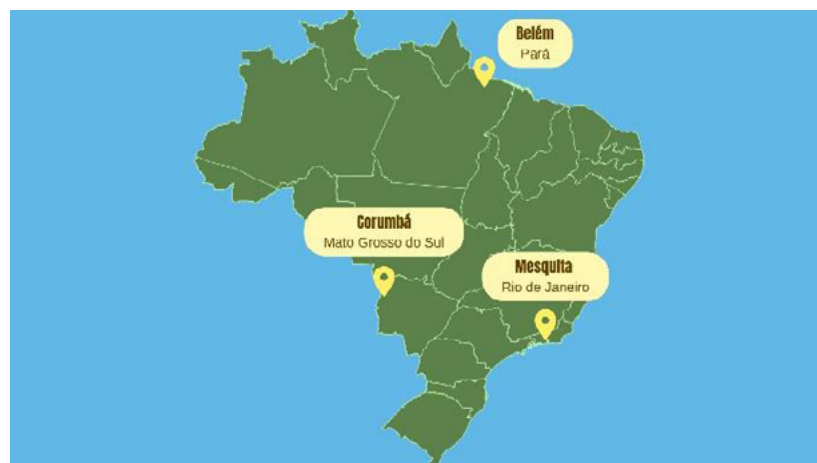 Belém
Pará
Corumbá
Mato Grosso do Sul
Mesquita
Rio de Janeiro